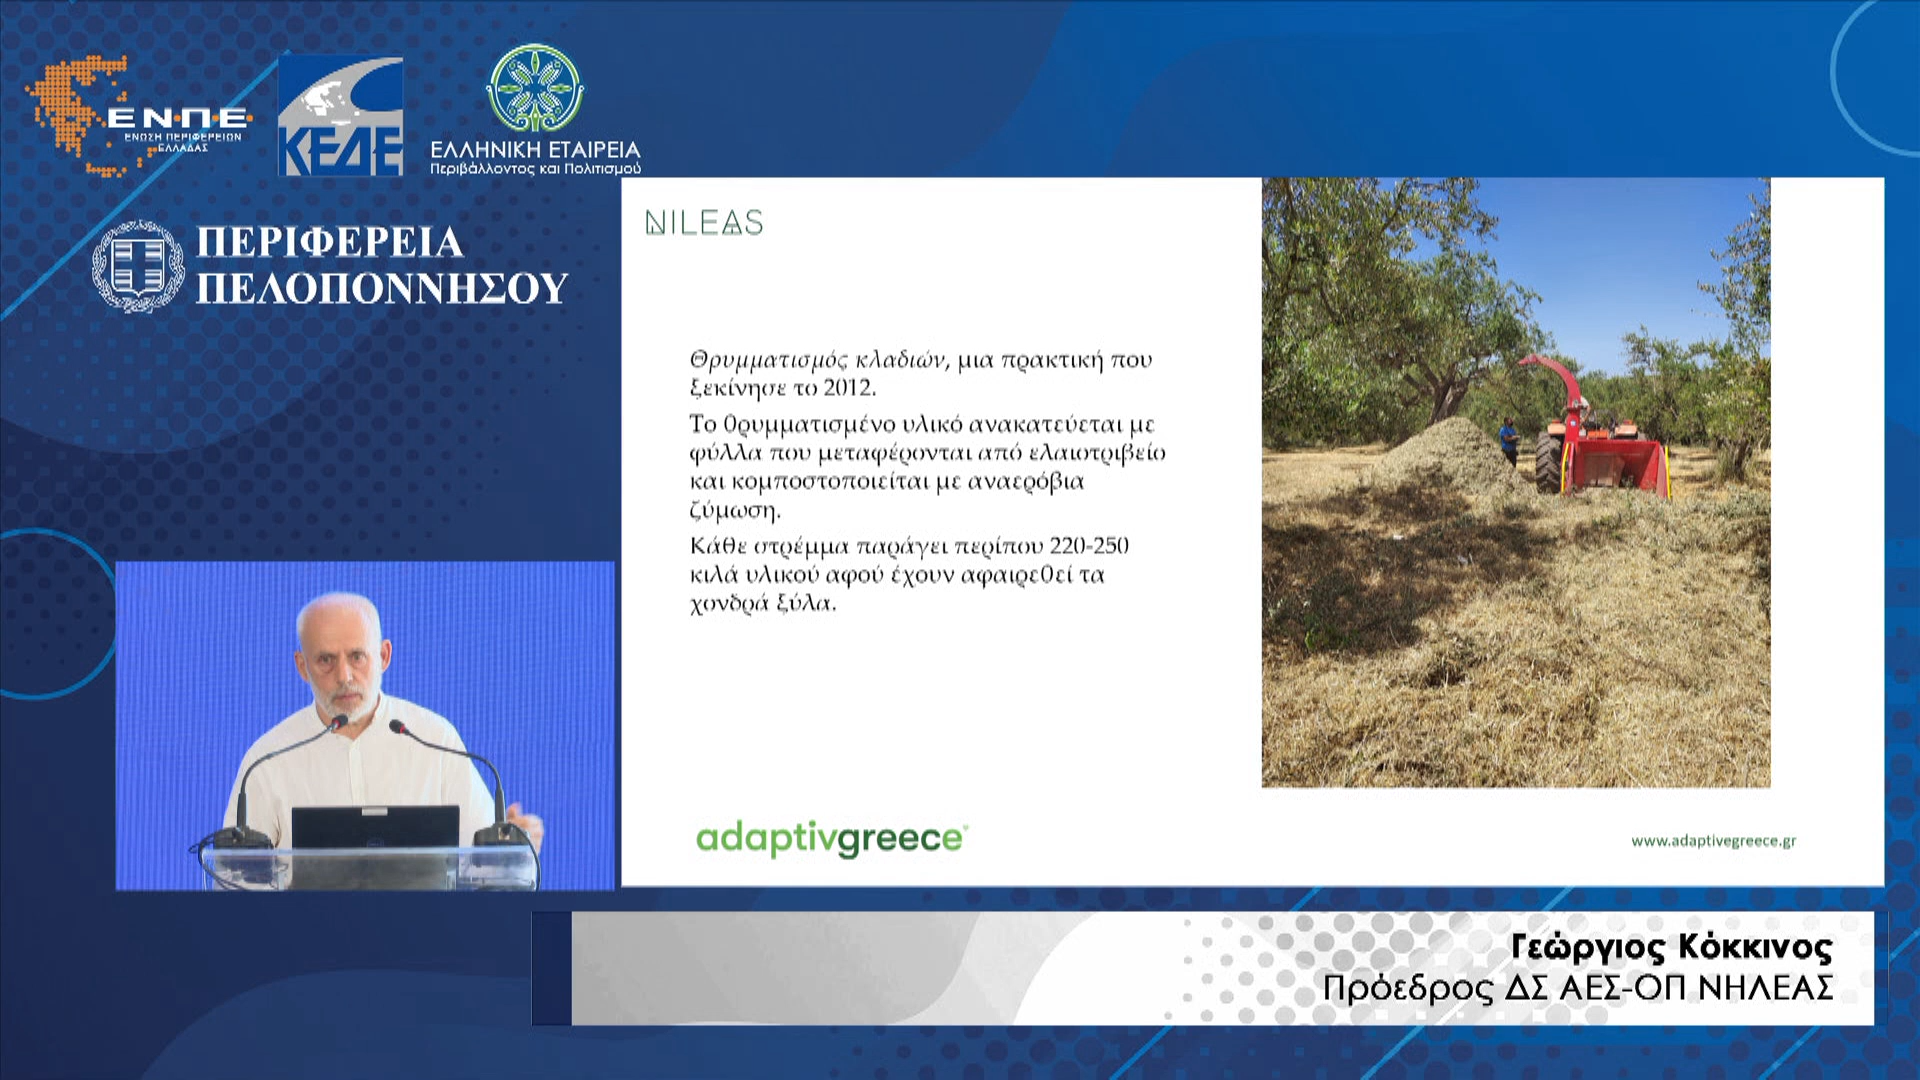 ΕΝ·ΠΕ
ΕΝΩΣΗ ΠΕΡΙΦΕΡΕΙΩΝ
ΕΛΛΑΔΑΣ
ΚΕΔΕ
ΕΛΛΗΝΙΚΗ ΕΤΑΙΡΕΙΑ
Περιβάλλοντος και Πολιτισμού
ΠΕΡΙΦΕΡΕΙΑ
ΠΕΛΟΠΟΝΝΗΣΟΥ
NILEAS
Θρυμματισμός κλαδιών, μια πρακτική που
ξεκίνησε το 2012.
Το θρυμματισμένο υλικό ανακατεύεται με
φύλλα που μεταφέρονται από ελαιοτριβείο
και κομποστοποιείται με αναερόβια
ζύμωση.
Κάθε στρέμμα παράγει περίπου 220-250
κιλά υλικού αφού έχουν αφαιρεθεί τα
χονδρά ξύλα.
adaptivgreece
www.adaptivegreece.gr
Γεώργιος Κόκκινος
Πρόεδρος ΔΣ ΑΕΣ-ΟΠ ΝΗΛΕΑΣ